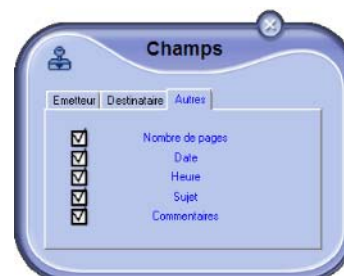 Champs
Emetteur Destinataire Autres
Nombre de pages
Date
Heure
Sujet
Commentaires